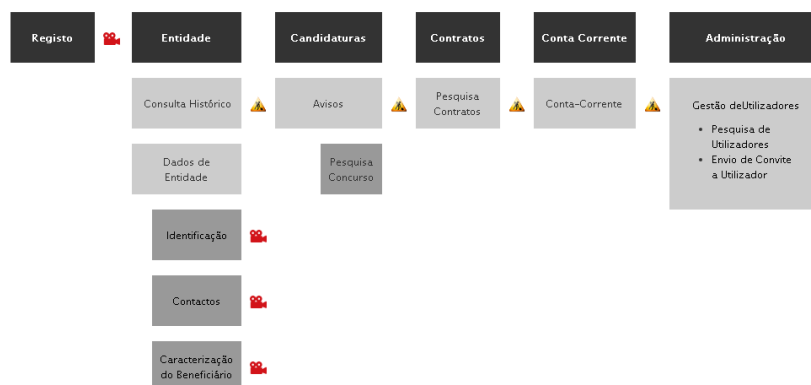 Registo
Entidade
Candidaturas
Contratos
Conta Corrente
Administração
Consulta Histórico
Avisos
Pesquisa
Contratos
Conta-Corrente
Gestão deUtilizadores
• Pesquisa de
Utilizadores
• Envio de Convite
a Utilizador
Dados de
Entidade
Pesquisa
Concurso
Identificação
Contactos
Caracterização
do Beneficiário